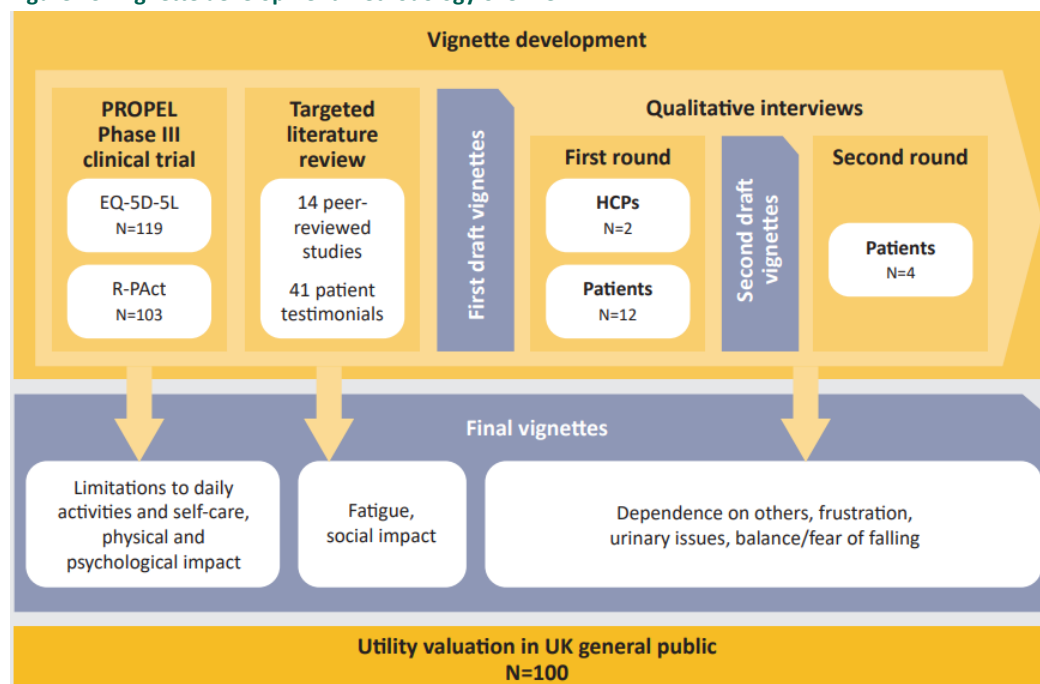 Vignette development
PROPEL
Phase III
clinical trial
EQ-5D-5L
N=119
R-PAct
N=103
Targeted
literature
review
14 peer-
reviewed
studies
41 patient
testimonials
First draft vignettes
Qualitative interviews
First round
HCPs
N=2
Patients
N=12
Second draft
vignettes
Second round
Patients
N=4
Final vignettes
Limitations to daily
activities and self-care,
physical and
psychological impact
Fatigue,
social impact
Dependence on others, frustration,
urinary issues, balance/fear of falling
Utility valuation in UK general public
N=100